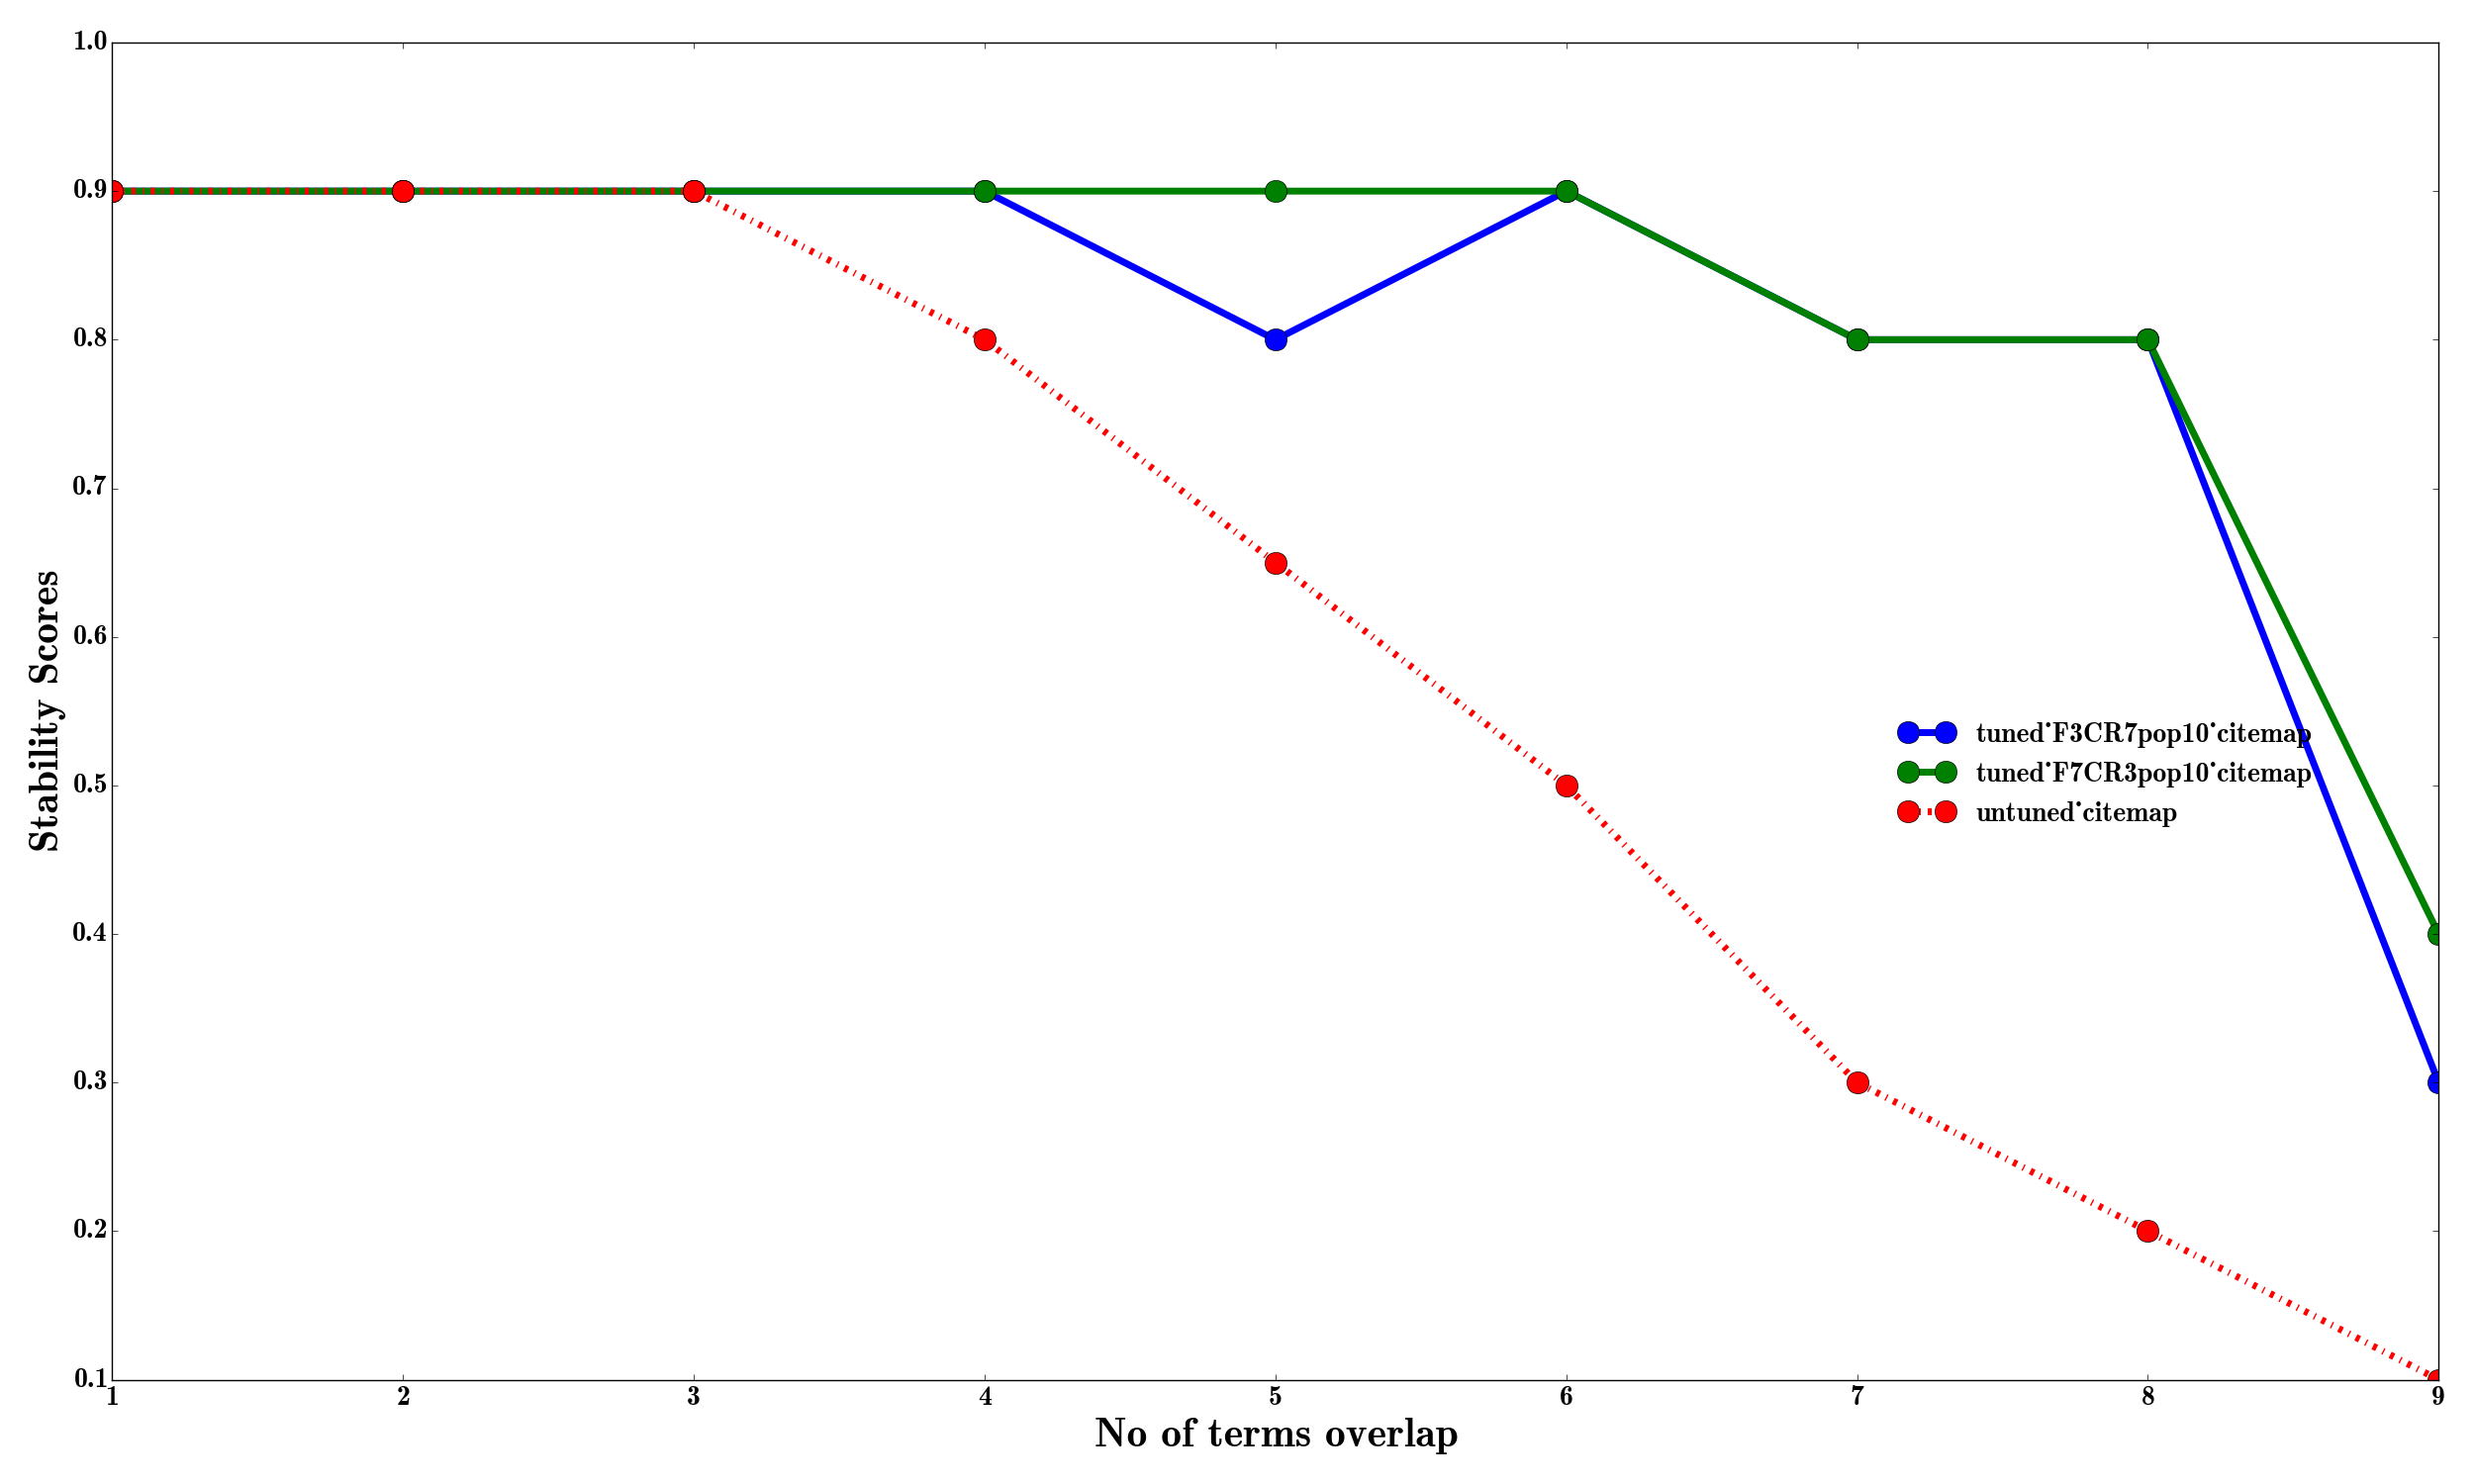 1.0
0.9
0.8
0.7
0.6
0.5
0.4
0.3
0.2
0.1
Stability Scores
tuned˙F3CR7pop10˙citemap
tuned˙F7CR3pop10˙citemap
untuned˙citemap
1 2 3 4 5 6 7 8 9
No of terms overlap